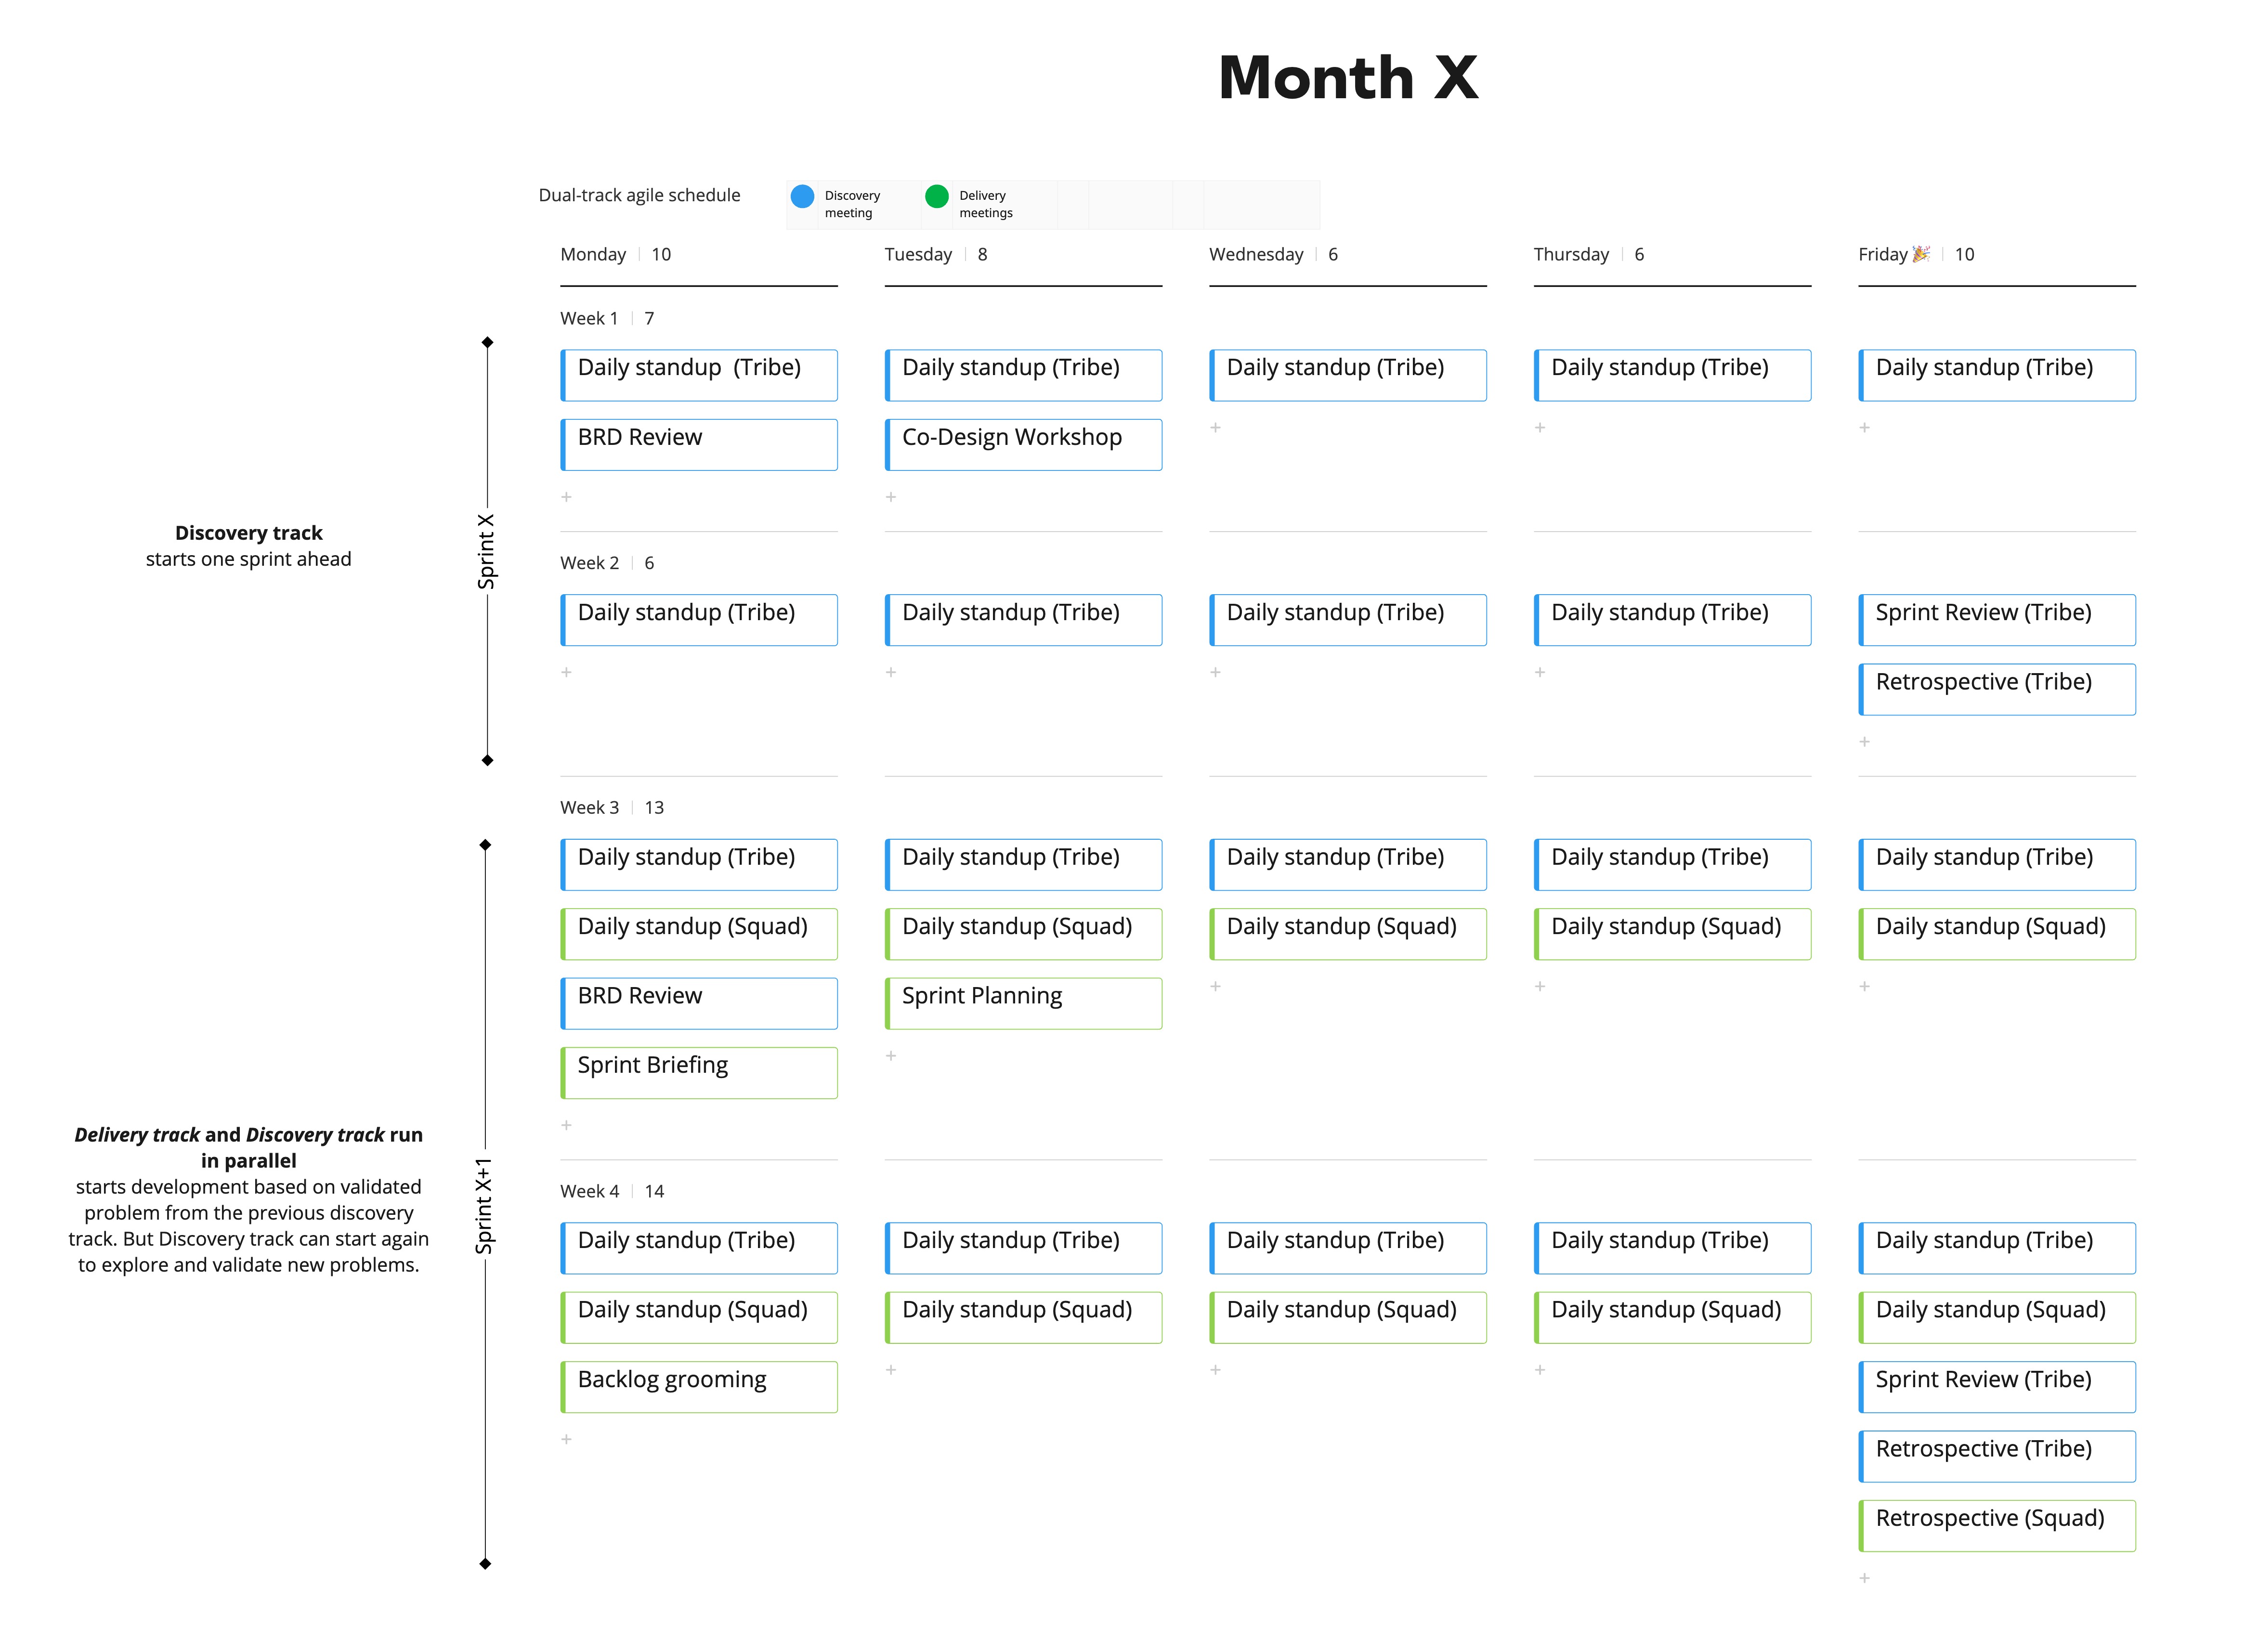 Month X
Dual-track agile schedule
Discovery
meeting
Delivery
meetings
Monday | 10
Tuesday | 8
Wednesday | 6
Thursday | 6
Friday 🎉 | 10
Week 1 | 7
Daily standup  (Tribe)
Daily standup (Tribe)
Daily standup (Tribe)
Daily standup (Tribe)
Daily standup (Tribe)
BRD Review
Co-Design Workshop
+
+
+
+
+
Sprint X
Discovery track
starts one sprint ahead
Week 2 | 6
Daily standup (Tribe)
Daily standup (Tribe)
Daily standup (Tribe)
Daily standup (Tribe)
Sprint Review (Tribe)
+
+
+
+
Retrospective (Tribe)
+
Week 3 | 13
Daily standup (Tribe)
Daily standup (Tribe)
Daily standup (Tribe)
Daily standup (Tribe)
Daily standup (Tribe)
Daily standup (Squad)
Daily standup (Squad)
Daily standup (Squad)
Daily standup (Squad)
Daily standup (Squad)
BRD Review
Sprint Planning
+
+
+
Sprint Briefing
+
+
Sprint X+1
Delivery track and Discovery track run
in parallel
starts development based on validated
problem from the previous discovery
track. But Discovery track can start again
to explore and validate new problems.
Week 4 | 14
Daily standup (Tribe)
Daily standup (Tribe)
Daily standup (Tribe)
Daily standup (Tribe)
Daily standup (Tribe)
Daily standup (Squad)
Daily standup (Squad)
Daily standup (Squad)
Daily standup (Squad)
Daily standup (Squad)
Backlog grooming
+
+
+
Sprint Review (Tribe)
+
Retrospective (Tribe)
Retrospective (Squad)
+